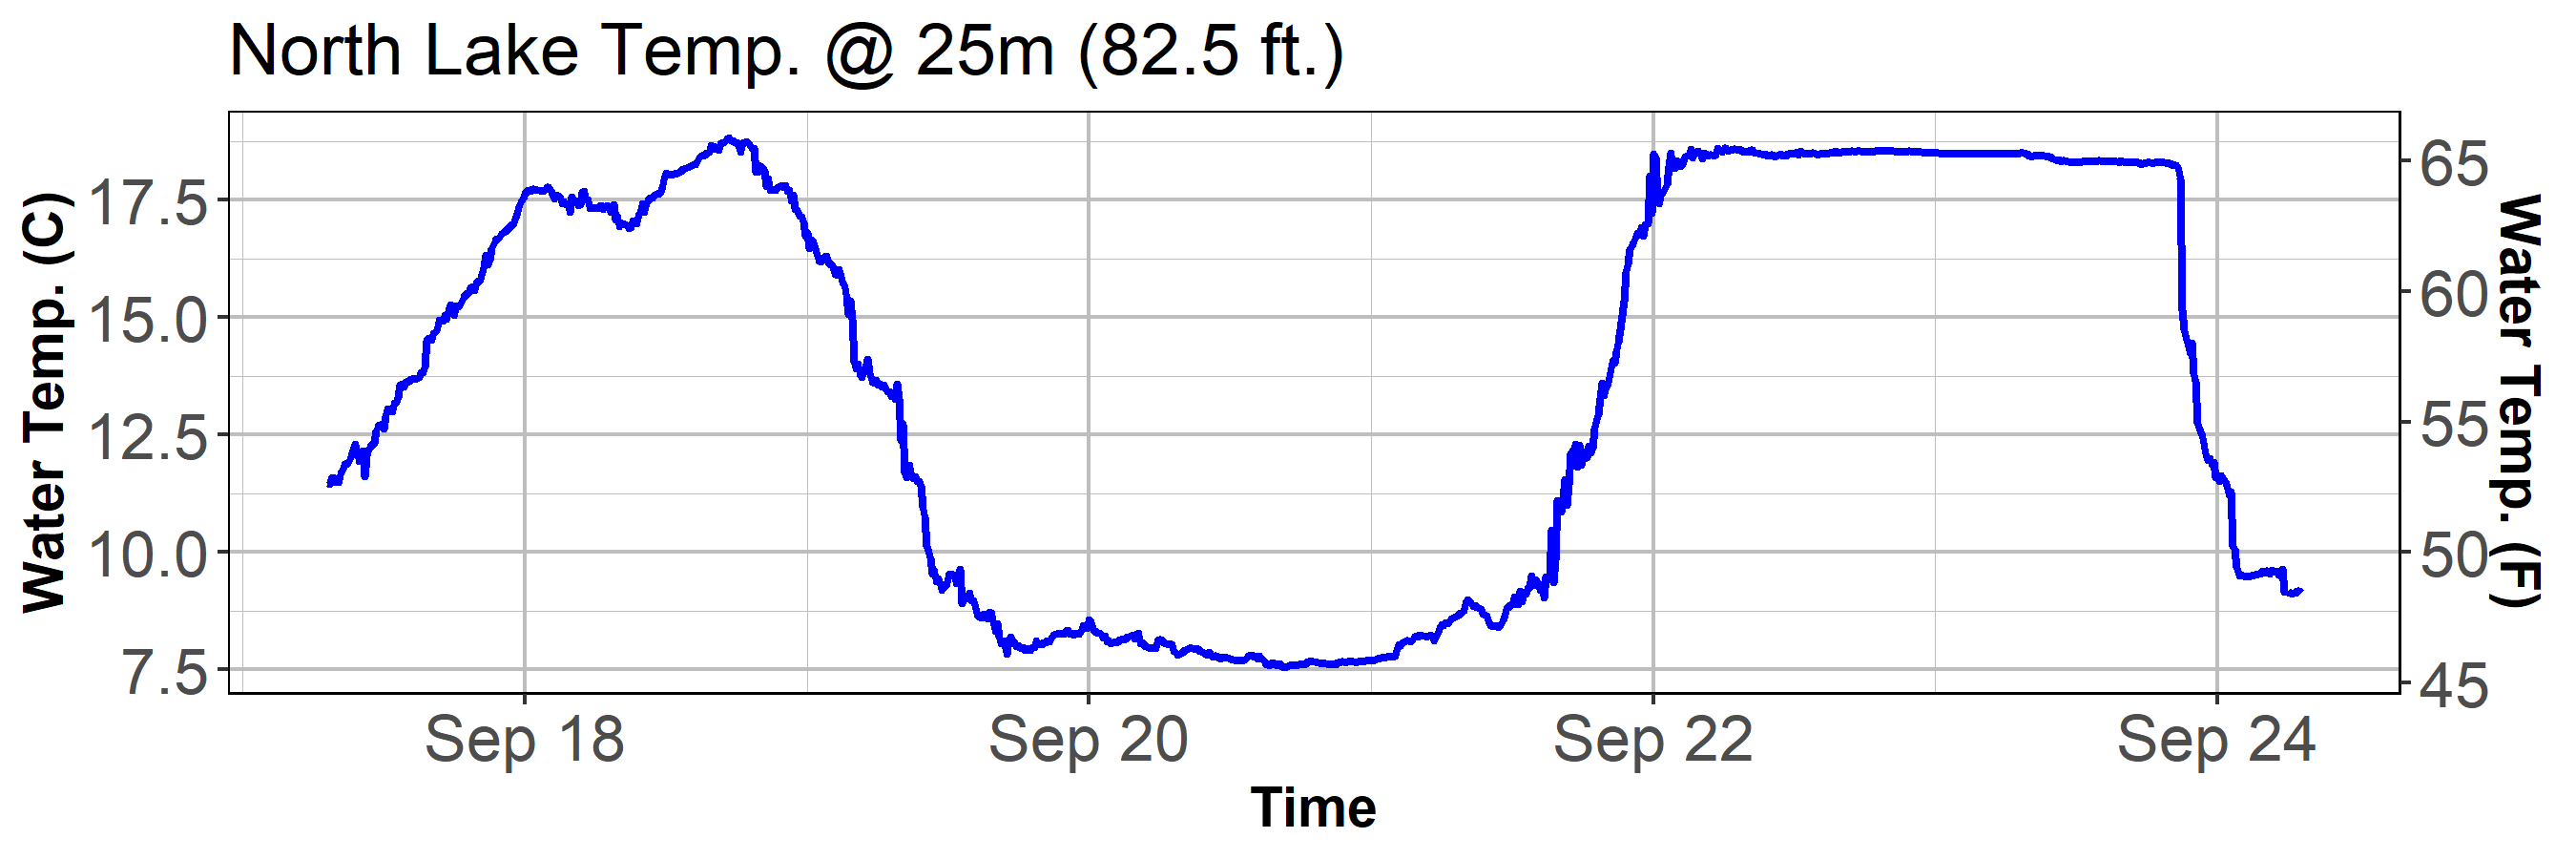 North Lake Temp. @ 25m (82.5 ft.)
Water Temp. (C)
17.5
15.0
12.5
10.0
7.5
65
60
55
50
45
Water Temp. (F)
Sep 18 Sep 20 Sep 22 Sep 24
Time